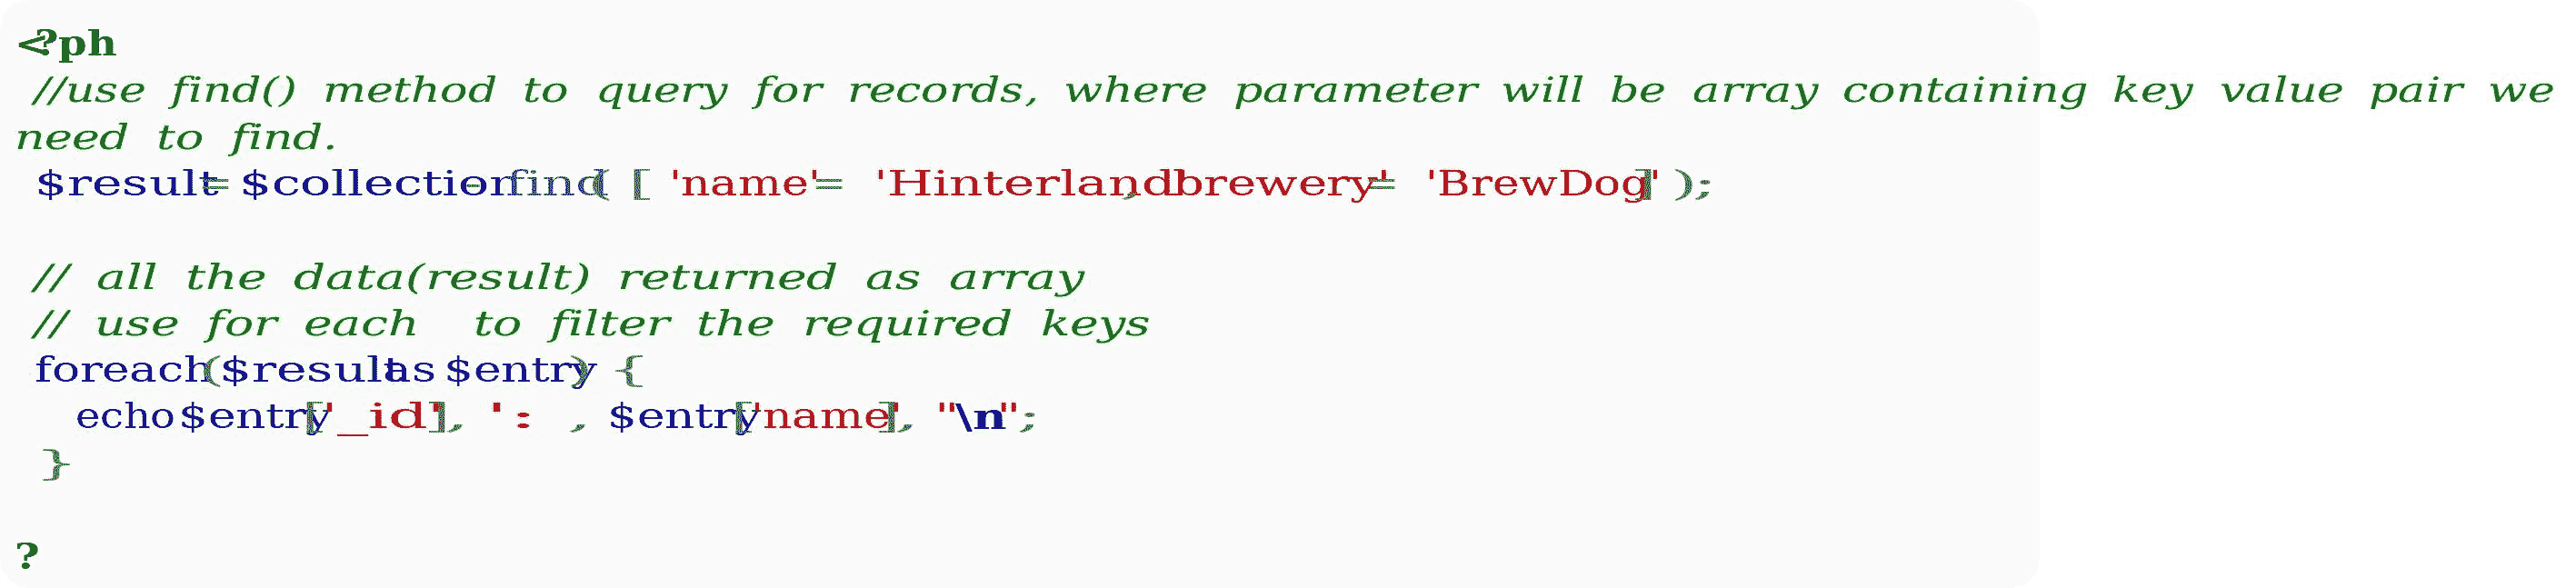 <?ph
//use find() method to query for records, where parameter will be array containing key value pair we
need to find.
$result = $collection-find( [ 'name'= 'Hinterland, 'brewery'= 'BrewDog'] );
// all the data(result) returned as array
// use for each  to filter the required keys
foreach($result as $entry) {
echo $entry['_id'], ': , $entry['name'], "\n";
}
?